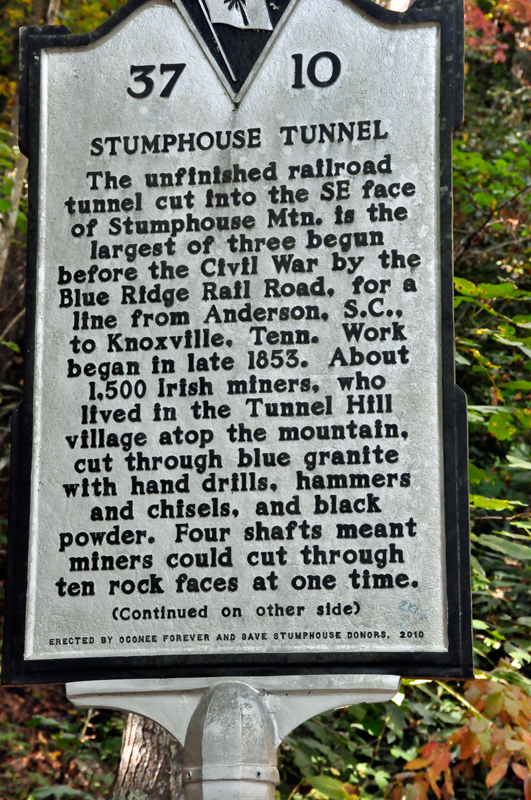 37 10
STUMPHOUSE TUNNEL
The unfinished railroad
tunnel cut into the SE face
of Stumphouse Mtn. is the
largest of three begun
before the Civil War by the
Blue Ridge Rail Road, for a
line from Anderson, S.C.,
to Knoxville, Tenn. Work
began in late 1853. About
1,500 Irish miners, who
lived in the Tunnel Hill
village atop the mountain,
cut through blue granite
with hand drills, hammers
and chisels, and black
powder. Four shafts meant
miners could cut through
ten rock faces at one time.
(Continued on other side)
ERECTED BY OCONEE FOREVER AND SAVE STUMPHOUSE DONORS, 2010